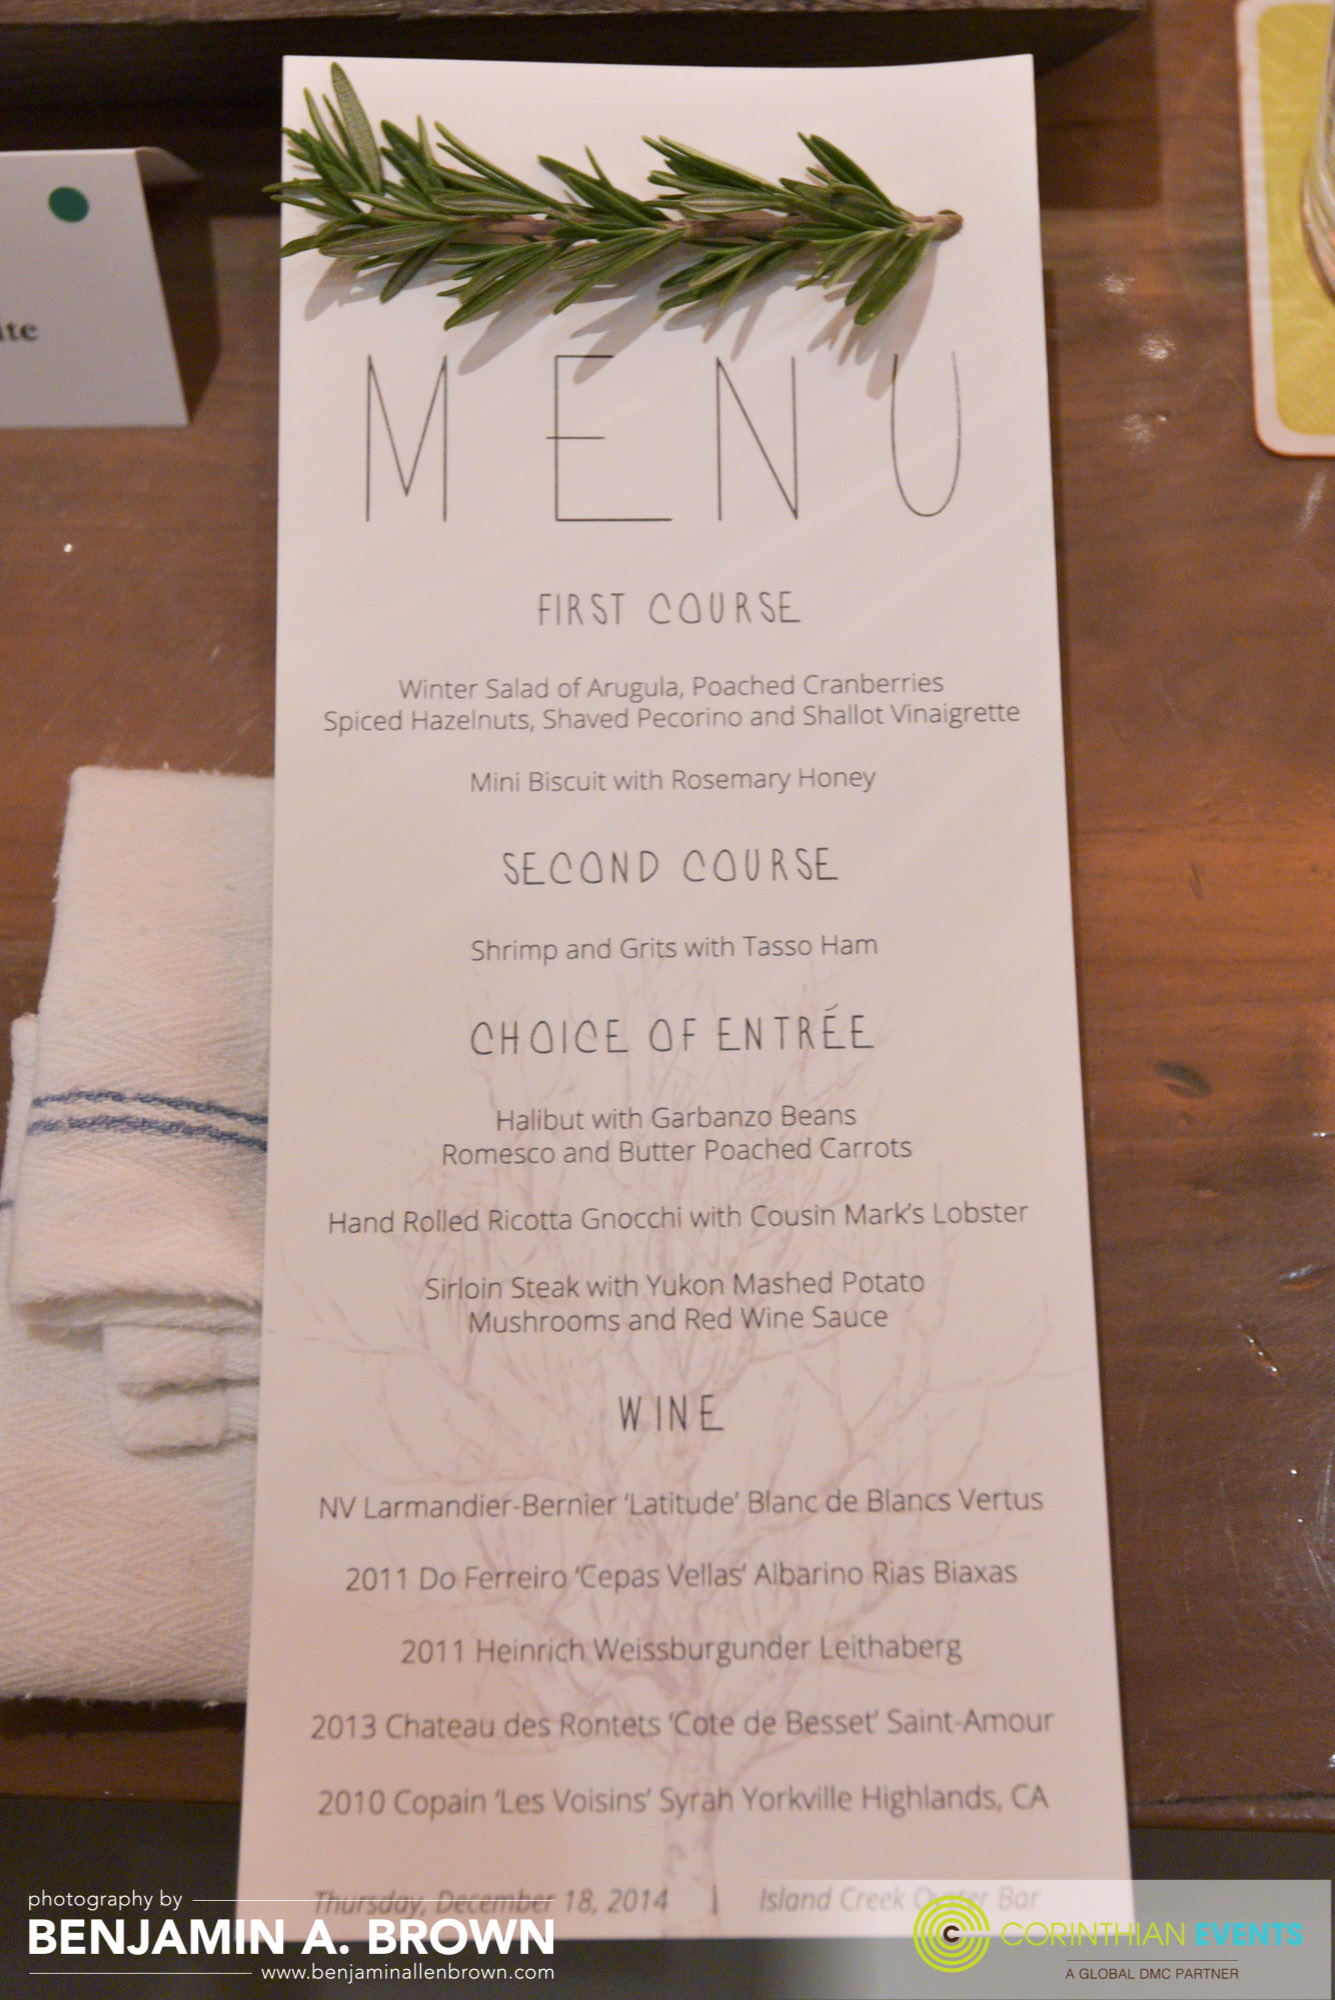 ite
MENU
FIRST COURSE
Winter Salad of Arugula, Poached Cranberries
Spiced Hazelnuts, Shaved Pecorino and Shallot Vinaigrette
Mini Biscuit with Rosemary Honey
SECOND COURSE
Shrimp and Grits with Tasso Ham
CHOICE OF ENTRÉE
Halibut with Garbanzo Beans
Romesco and Butter Poached Carrots
Hand Rolled Ricotta Gnocchi with Cousin Mark's Lobster
Sirloin Steak with Yukon Mashed Potato
Mushrooms and Red Wine Sauce
WINE
NV Larmandier-Bernier ‘Latitude’ Blanc de Blancs Vertus
2011 Do Ferreiro ‘Cepas Vellas’ Albarino Rias Biaxas
2011 Heinrich Weissburgunder Leithaberg
2013 Chateau des Rontets ‘Cote de Besset’ Saint-Amour
2010 Copain ‘Les Voisins’ Syrah Yorkville Highlands, CA
Thursday, December 18, 2014 | Island Creek Oyster Bar
photography by
BENJAMIN A. BROWN
www.benjaminallenbrown.com
C CORINTHIAN EVENTS
A GLOBAL DMC PARTNER